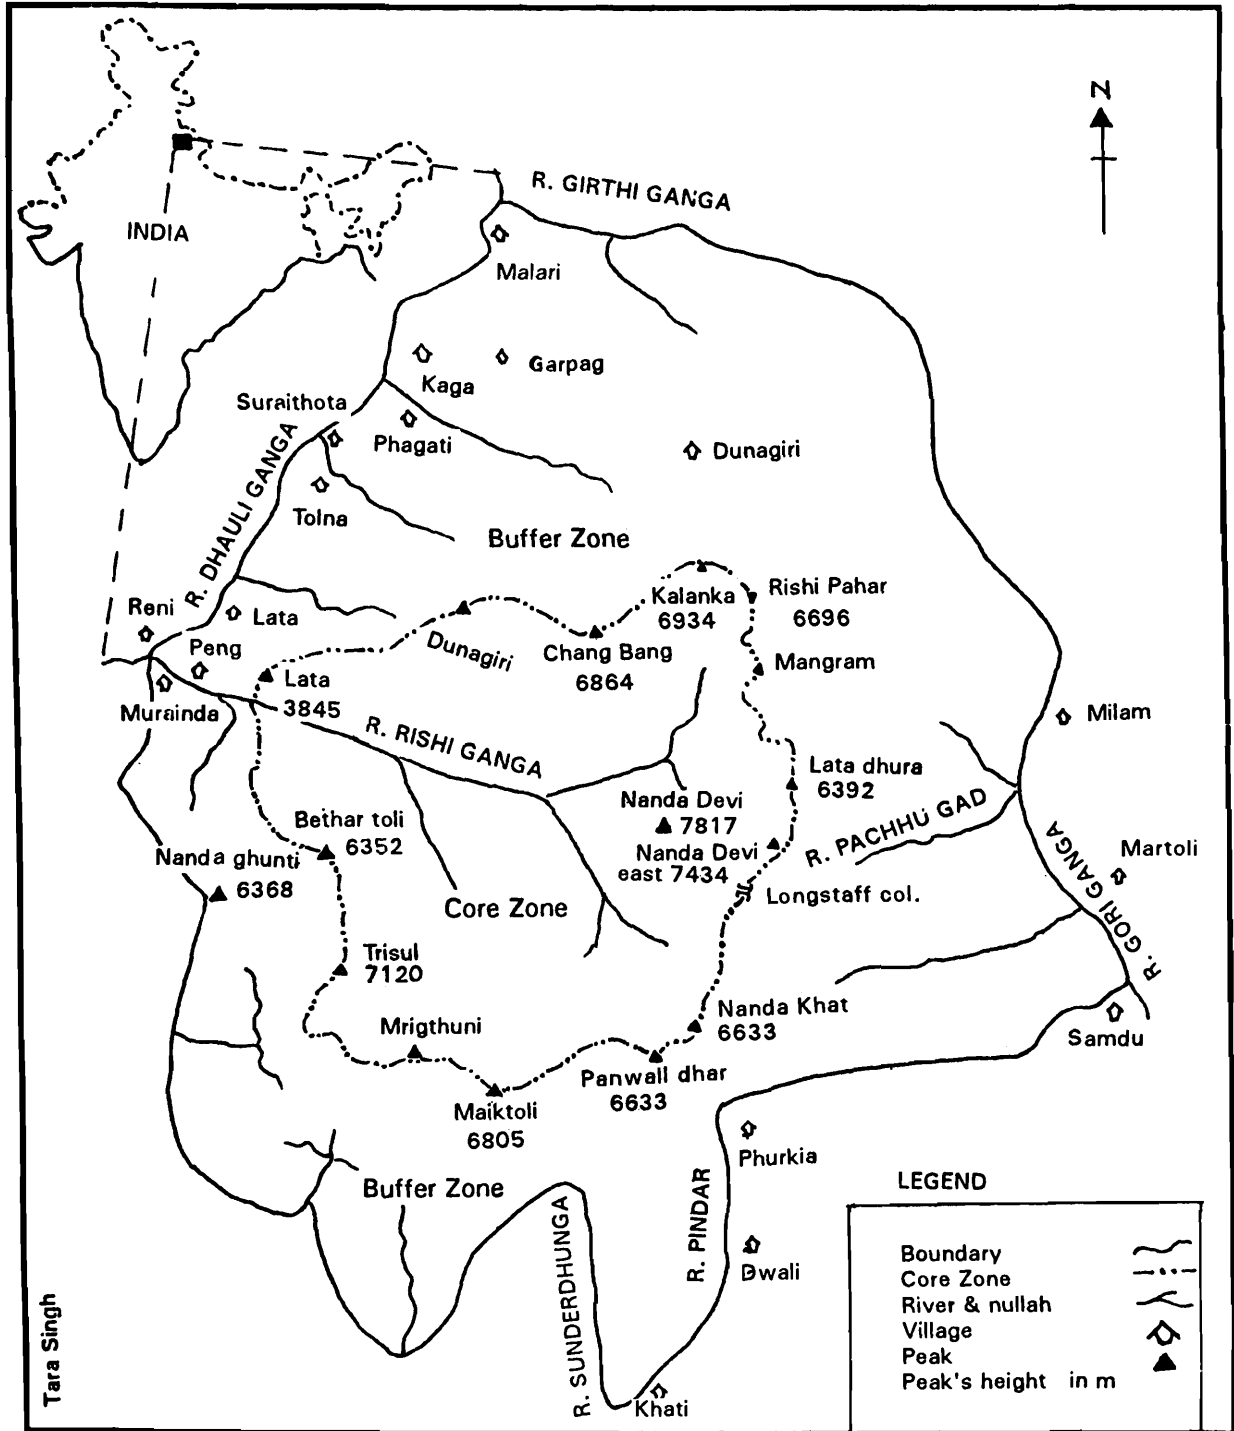 N
R. GIRTHI GANGA
INDIA
Malari
Garpag
Kaga
Suraithota
Phagati
Dunagiri
R. DHAULI GANGA
Tolna
Buffer Zone
Kalanka
6934
Rishi Pahar
6696
Reni
Lata
Peng
Dunagiri
Chang Bang
6864
Mangram
Lata
3845
Murainda
R. RISHI GANGA
Milam
Lata dhura
6392
Nanda Devi
7817
R. PACHHU GAD
Bethar toli
6352
Nanda Devi
east 7434
Nanda ghunti
6368
Martoli
Longstaff col.
R. GORI GANGA
Core Zone
Trisul
7120
Nanda Khat
6633
Mrigthuni
Samdu
Panwall dhar
6633
Maiktoli
6805
Phurkia
Buffer Zone
R. SUNDERDHUNGA
R. PINDAR
Dwali
Khati
LEGEND
Boundary
Core Zone
River & nullah
Village
Peak
Peak's height in m
Tara Singh